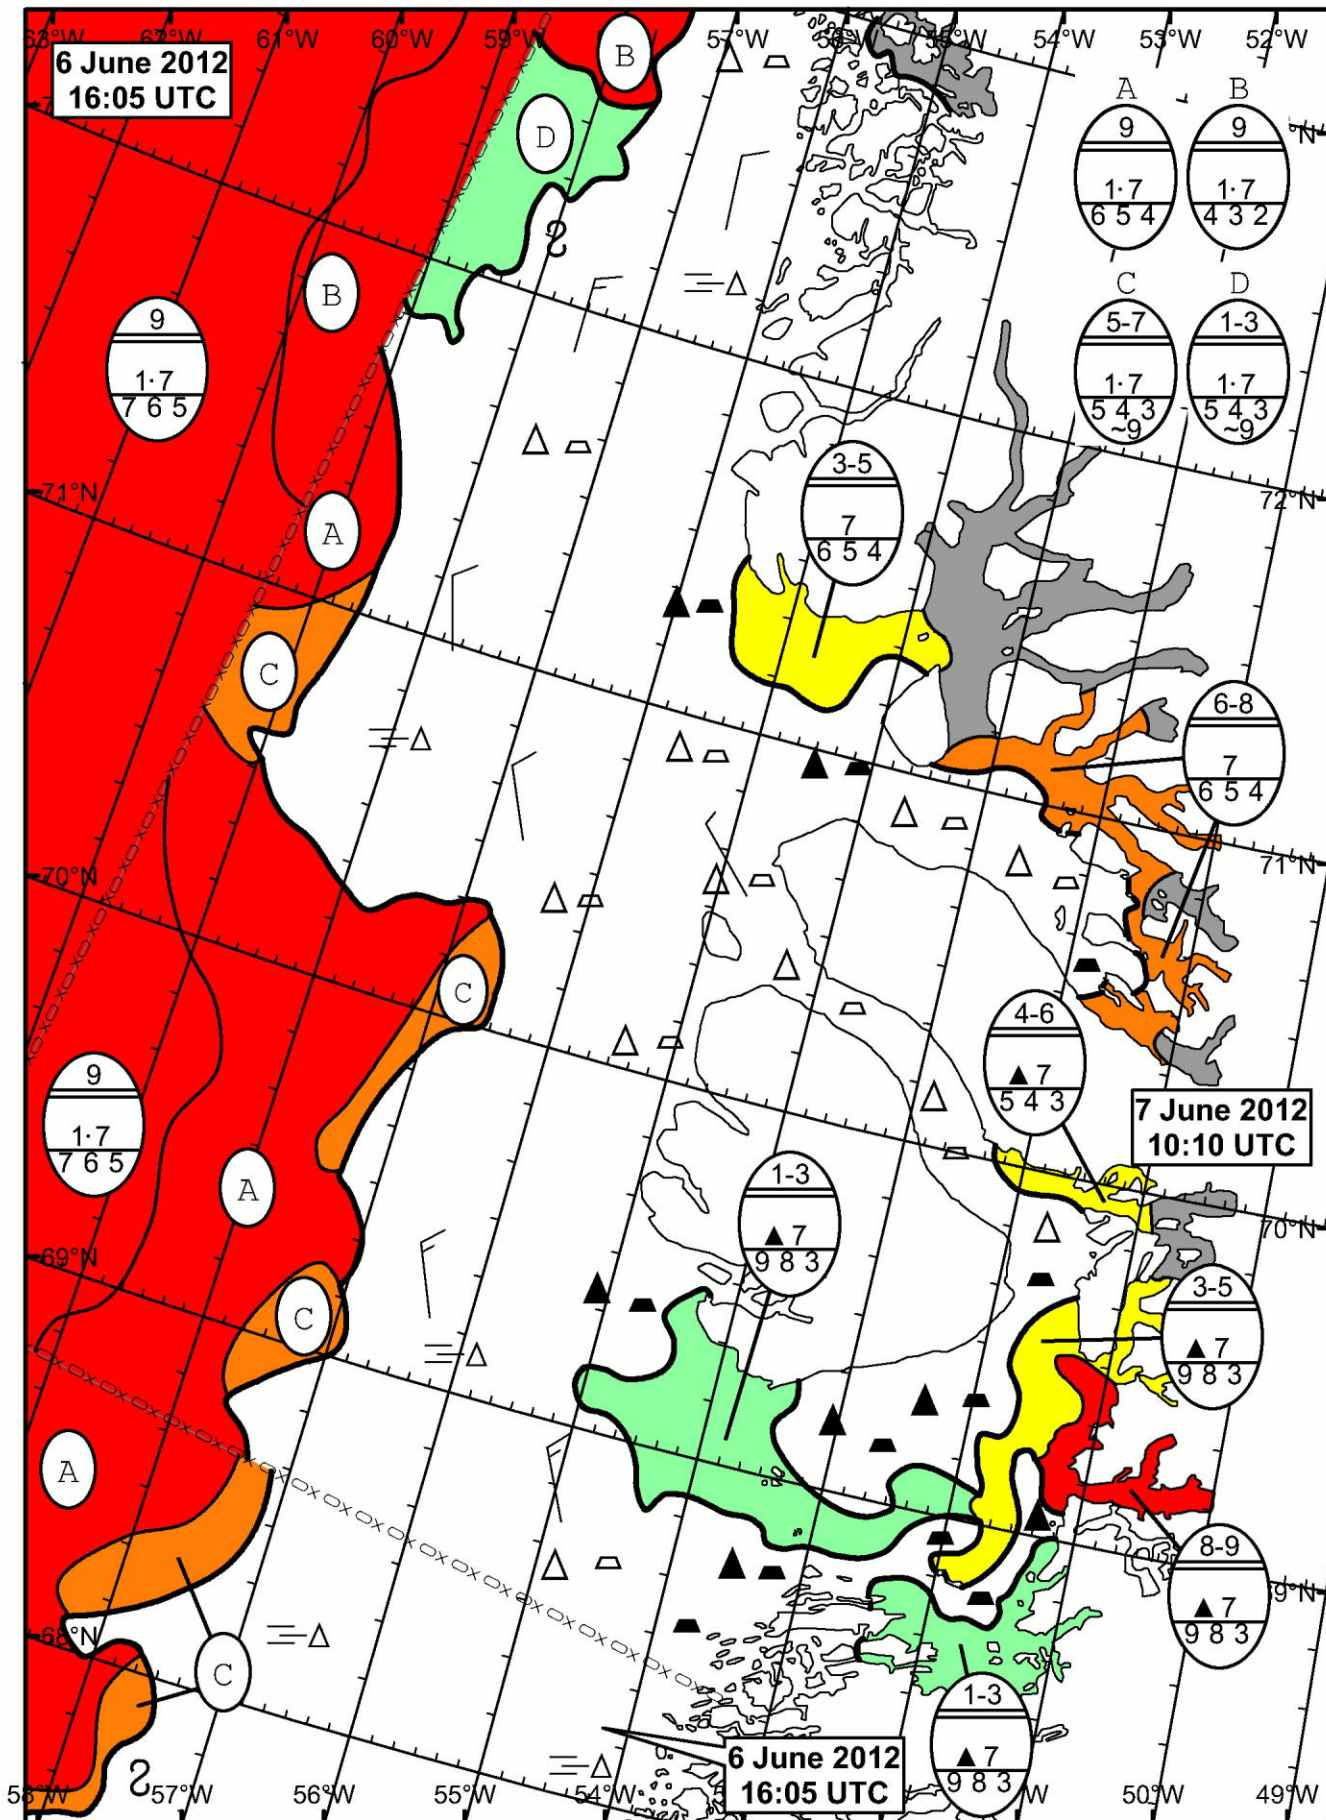 63°W 62°W 61°W 60°W 59°W 57°W 56°W 55°W 54°W 53°W 52°W
6 June 2012
16:05 UTC
B
D
A B
9 9
1·7 1·7
6 5 4 4 3 2
N
B
C D
5-7 1-3
1·7 1·7
5 4 3 5 4 3
~9 ~9
9
1·7
7 6 5
3-5
7
6 5 4
71°N
72°N
A
C
6-8
7
6 5 4
70°N
71°N
C
4-6
▲ 7
5 4 3
7 June 2012
10:10 UTC
9
1·7
7 6 5
A
1-3
▲ 7
9 8 3
70°N
69°N
C
3-5
▲ 7
9 8 3
A
8-9
▲ 7
9 8 3
9°N
68°N
C
1-3
▲ 7
9 8 3
6 June 2012
16:05 UTC
58°W 57°W 56°W 55°W 54°W 50°W 49°W